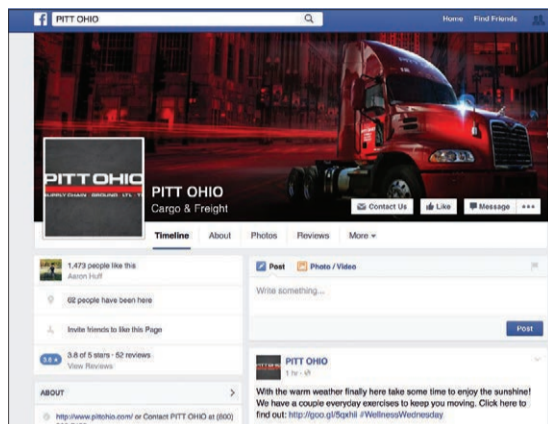 PITT OHIO
Home Find Friends
PITT OHIO
SUPPLY CHAIN · GROUND · LTL · T
PITT OHIO
Cargo & Freight
Contact Us Like Message
Timeline About Photos Reviews More
1,473 people like this
Aaron Huff
62 people have been here
Invite friends to like this Page
3.8
3.8 of 5 stars · 52 reviews
View Reviews
ABOUT
http://www.pittohio.com/ or Contact PITT OHIO at (800)
Post Photo / Video
Write something...
Post
PITT OHIO
PITT OHIO
1 hr
With the warm weather finally here take some time to enjoy the sunshine!
We have a couple everyday exercises to keep you moving. Click here to
find out: http://goo.gl/5qxhll #WellnessWednesday